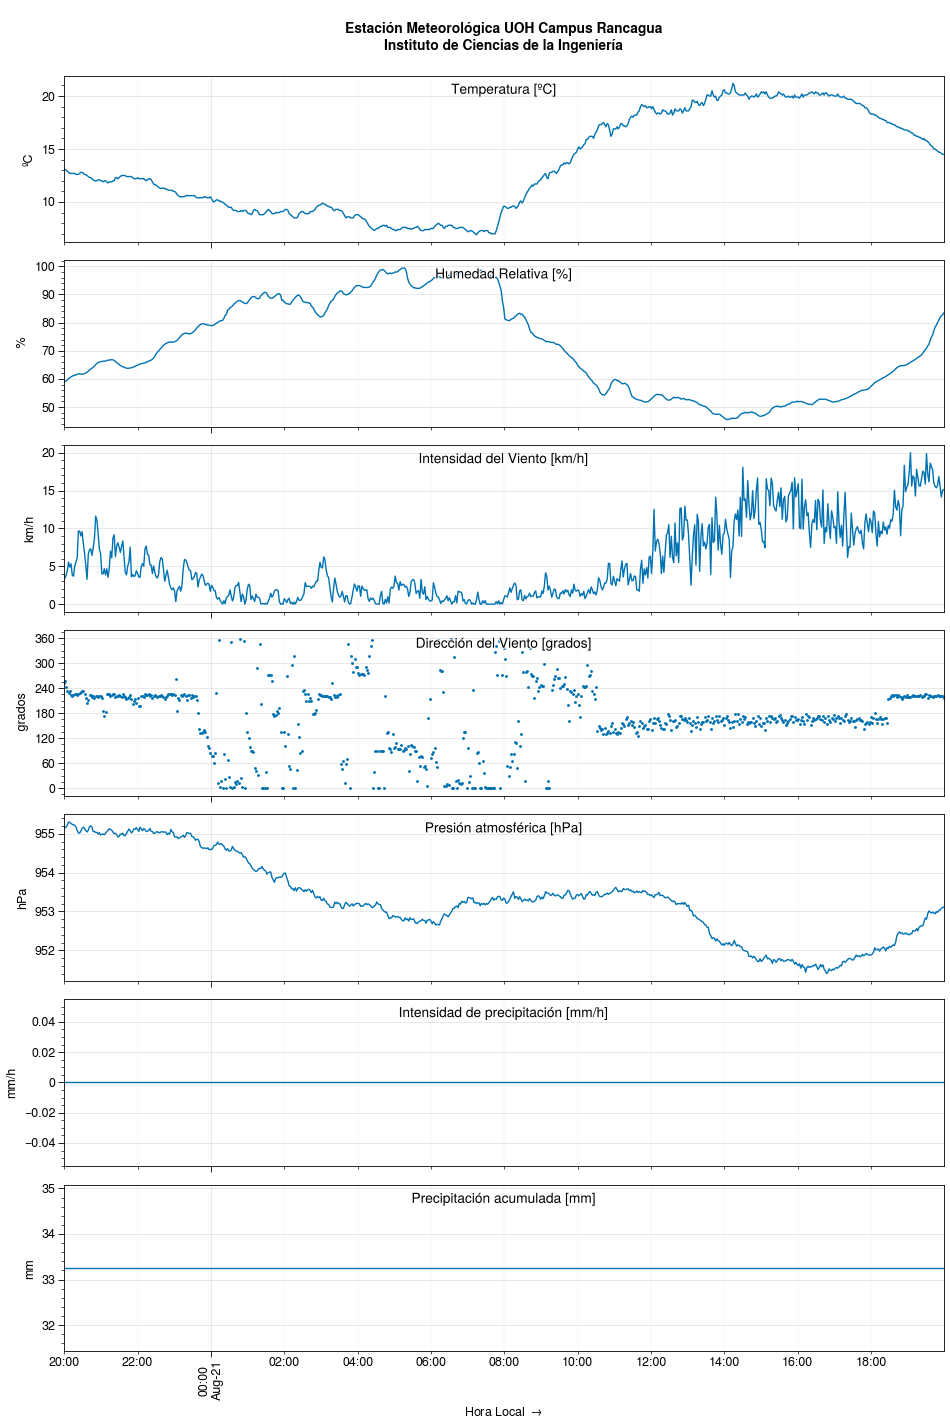 Estación Meteorológica UOH Campus Rancagua
Instituto de Ciencias de la Ingeniería
Temperatura [ºC]
20
15
10
ºC
Humedad Relativa [%]
100
90
80
70
60
50
%
Intensidad del Viento [km/h]
20
15
10
5
0
km/h
Dirección del Viento [grados]
360
300
240
180
120
60
0
grados
Presión atmosférica [hPa]
955
954
953
952
hPa
Intensidad de precipitación [mm/h]
0.04
0.02
0
−0.02
−0.04
mm/h
Precipitación acumulada [mm]
35
34
33
32
mm
20:00 22:00 00:00 02:00 04:00 06:00 08:00 10:00 12:00 14:00 16:00 18:00
Aug-21
Hora Local →